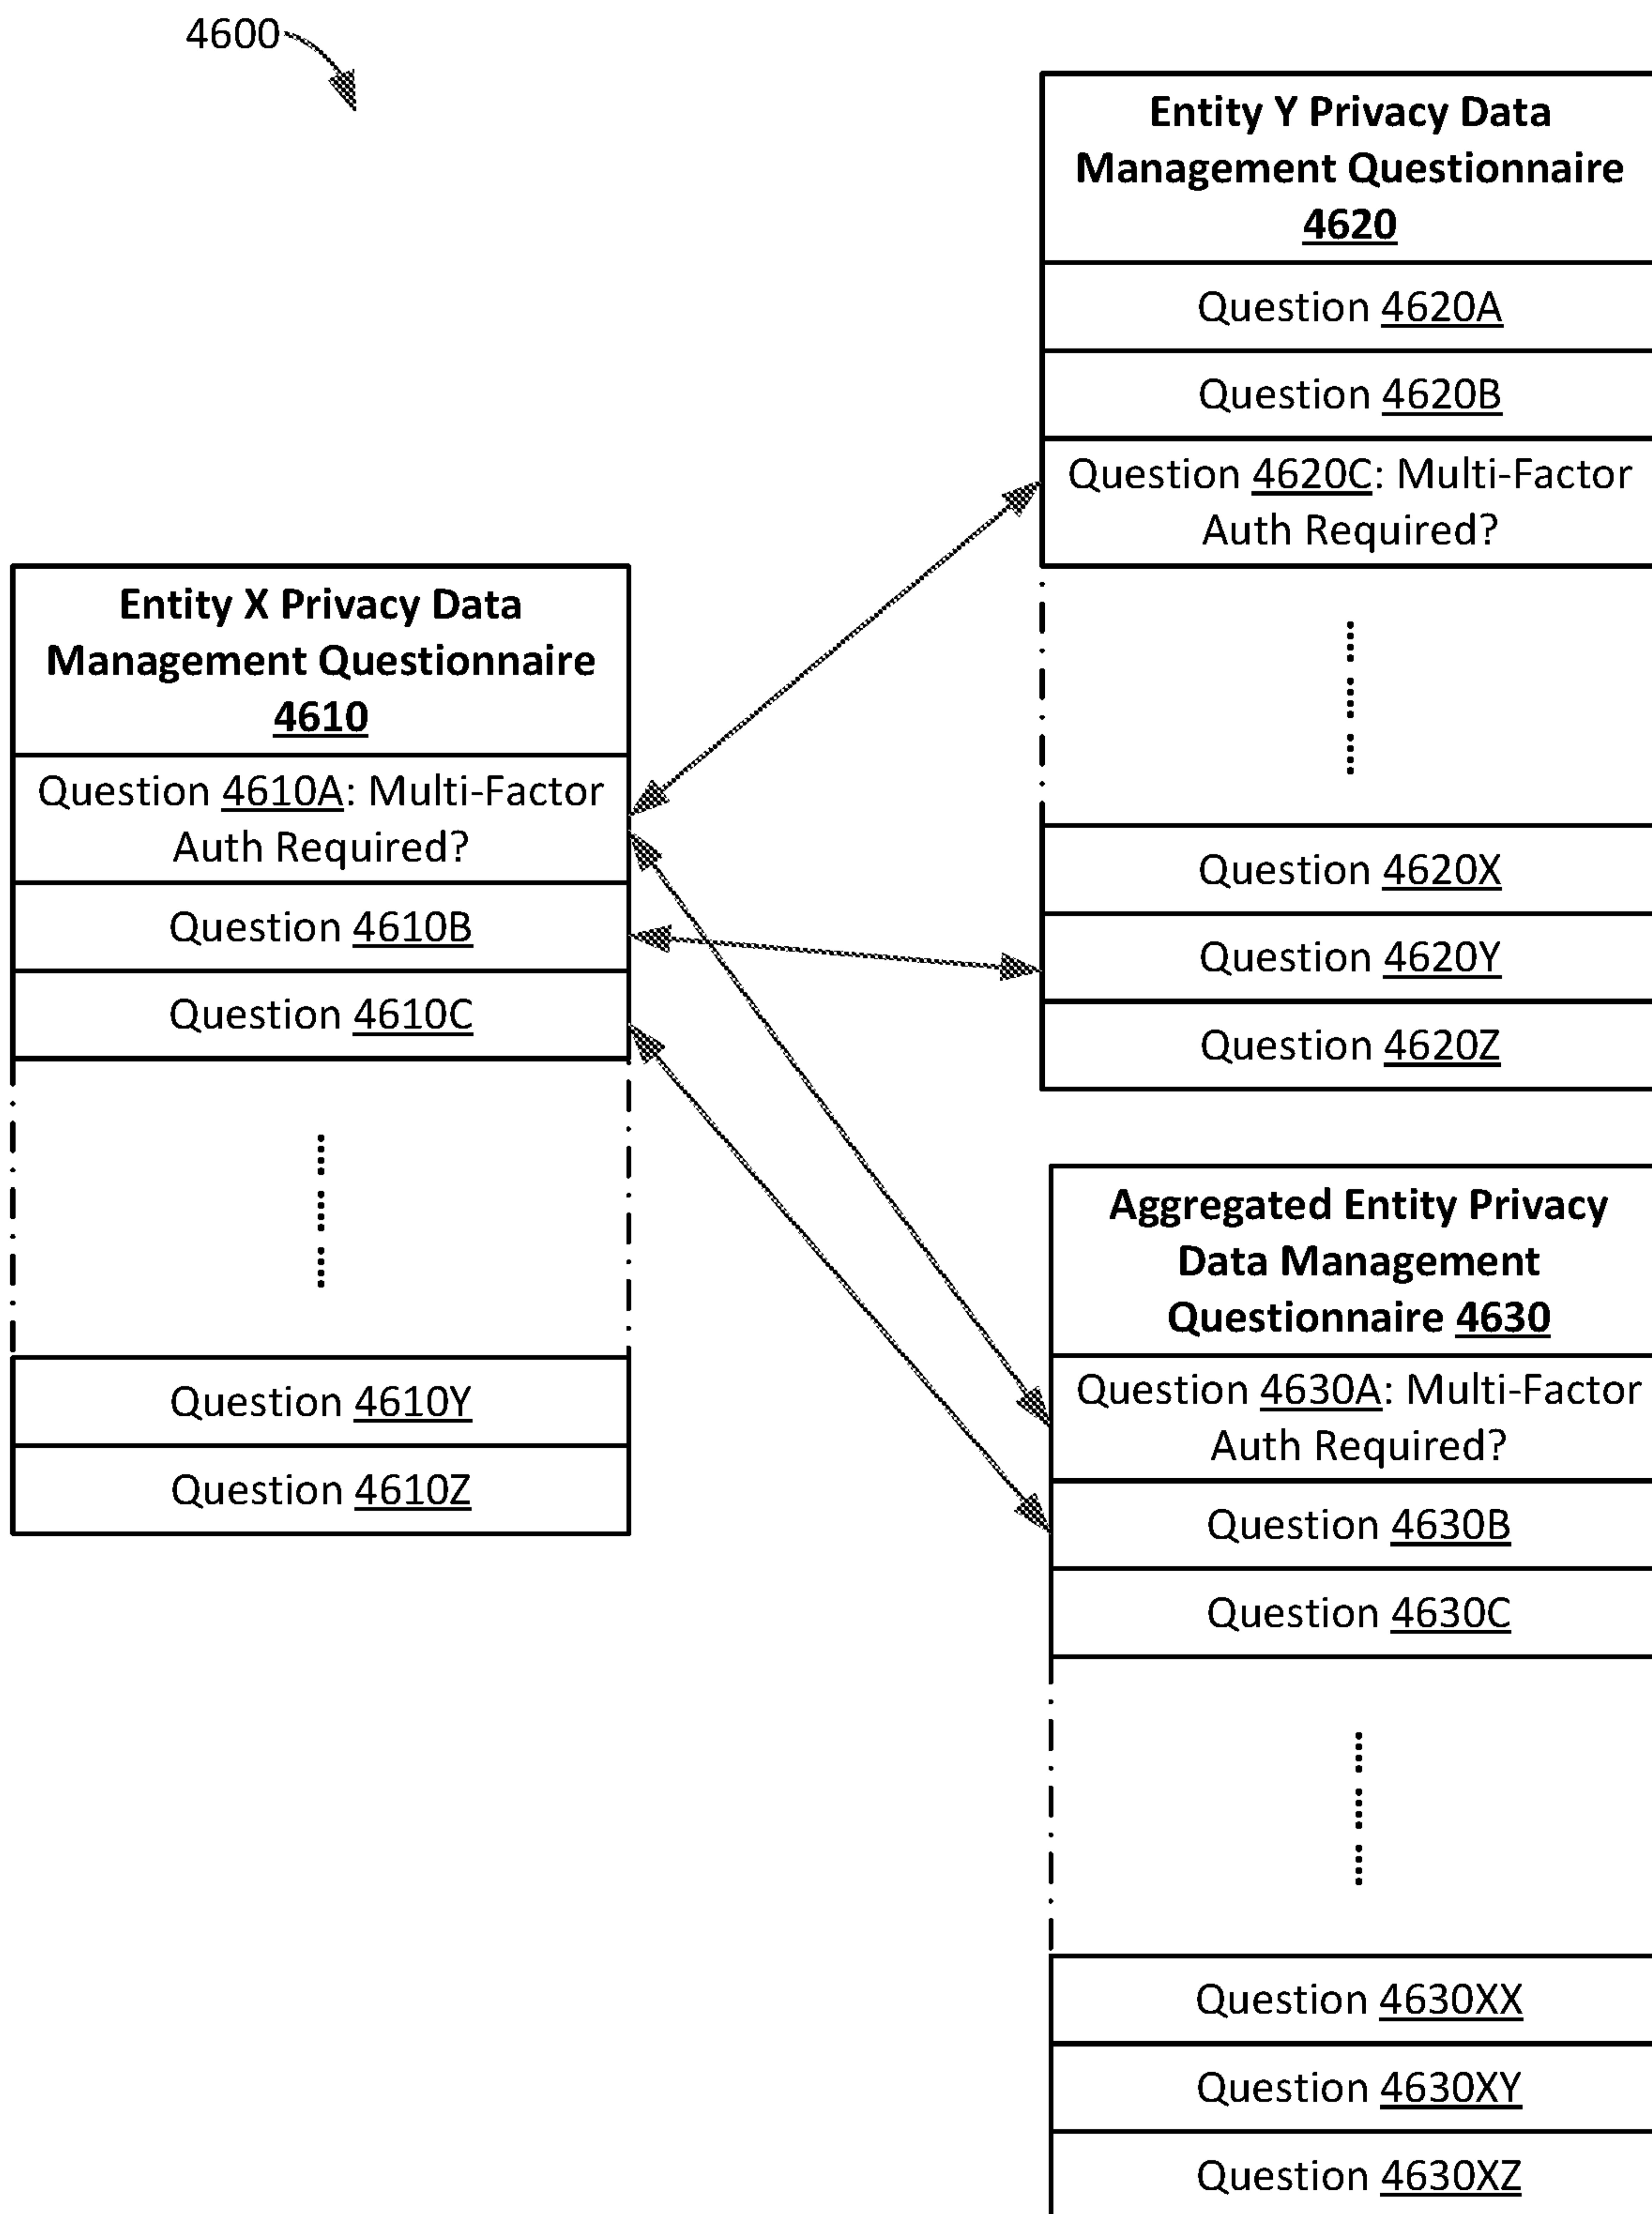 4600
Entity Y Privacy Data
Management Questionnaire
4620
Question 4620A
Question 4620B
Question 4620C: Multi-Factor
Auth Required?
Question 4620X
Question 4620Y
Question 4620Z
Entity X Privacy Data
Management Questionnaire
4610
Question 4610A: Multi-Factor
Auth Required?
Question 4610B
Question 4610C
Question 4610Y
Question 4610Z
Aggregated Entity Privacy
Data Management
Questionnaire 4630
Question 4630A: Multi-Factor
Auth Required?
Question 4630B
Question 4630C
Question 4630XX
Question 4630XY
Question 4630XZ